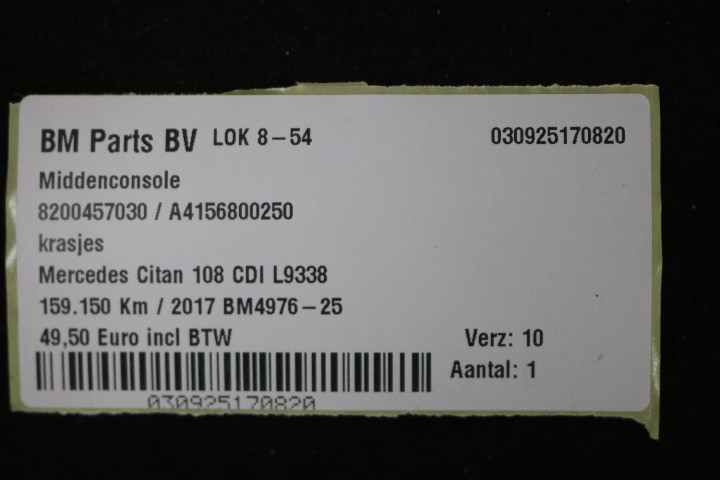 BM Parts BV LOK 8-54 030925170820
Middenconsole
8200457030 / A4156800250
krasjes
Mercedes Citan 108 CDI L9338
159.150 Km / 2017 BM4976-25
49,50 Euro incl BTW Verz: 10
Aantal: 1
030925170820